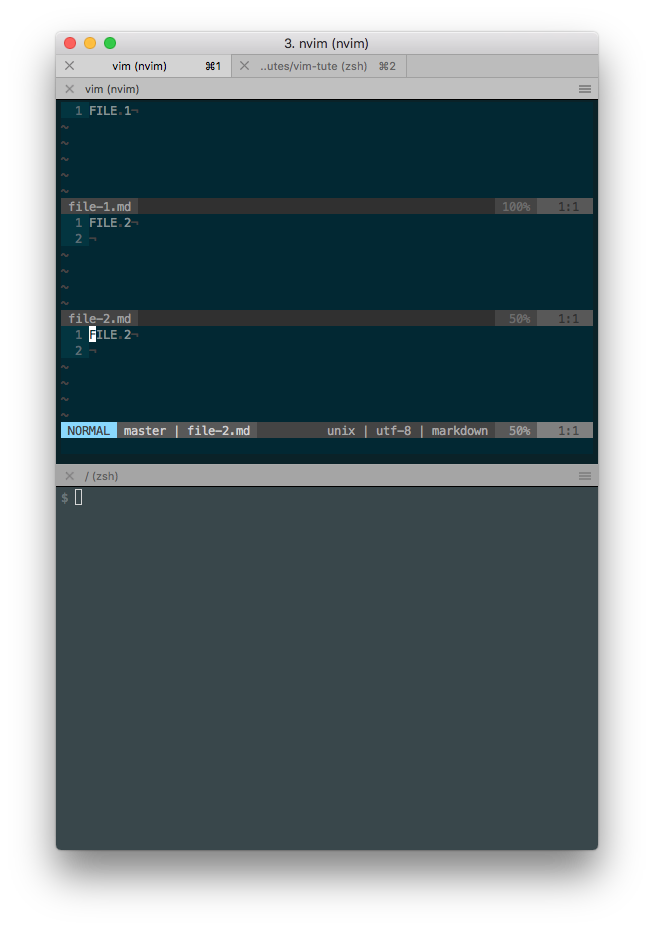 3. nvim (nvim)
vim (nvim) ⌘1 ..utes/vim-tute (zsh) ⌘2
vim (nvim)
1 FILE.1¬
~
~
~
~
~
file-1.md 100% 1:1
1 FILE.2¬
2 ¬
~
~
~
~
file-2.md 50% 1:1
1 FILE.2¬
2 ¬
~
~
~
~
NORMAL master | file-2.md unix | utf-8 | markdown 50% 1:1
/ (zsh)
$